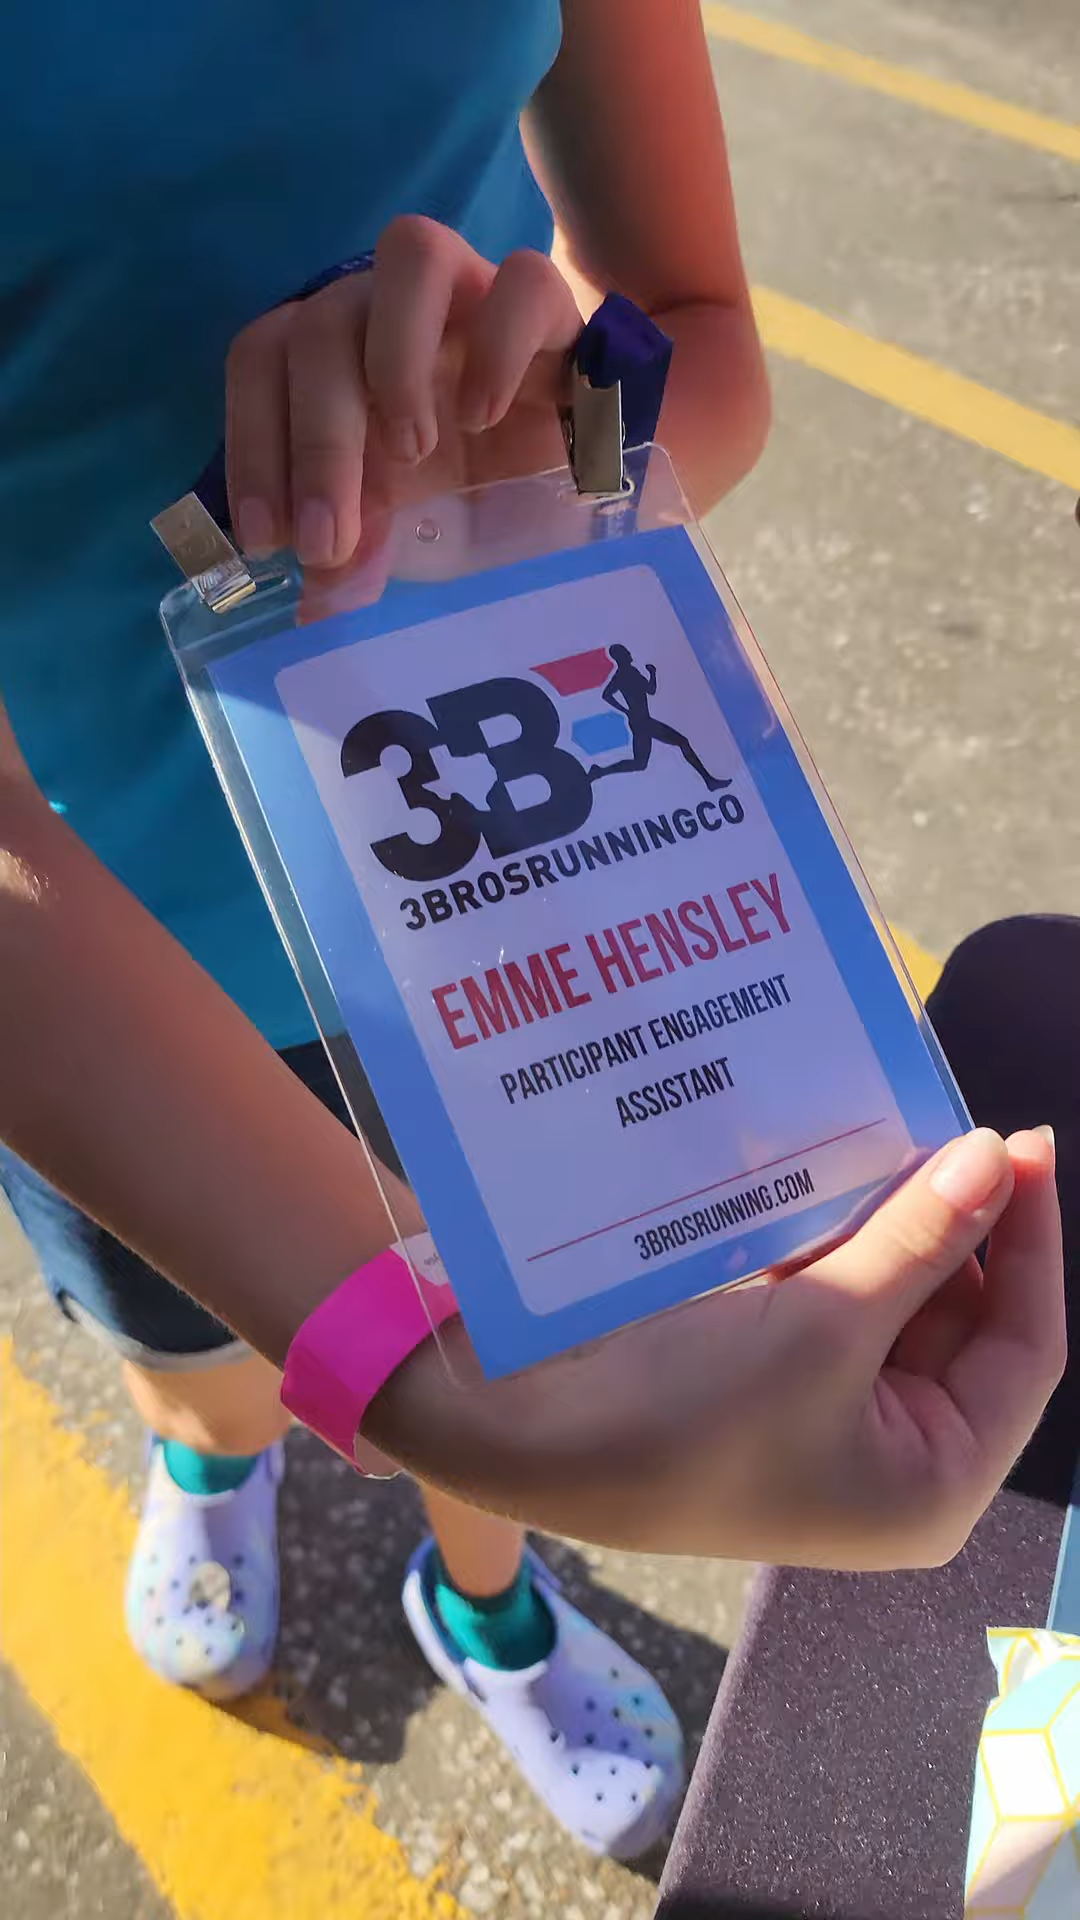 3B
3BROSRUNNINGCO
EMME HENSLEY
PARTICIPANT ENGAGEMENT
ASSISTANT
3BROSRUNNING.COM